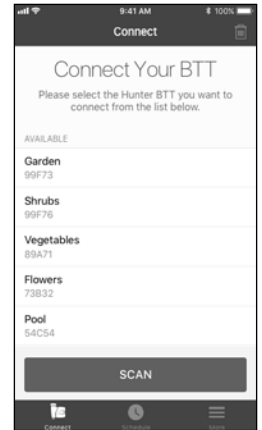 9:41 AM
100%
Connect
Connect Your BTT
Please select the Hunter BTT you want to
connect from the list below.
AVAILABLE
Garden
99F73
Shrubs
99F76
Vegetables
89A71
Flowers
73B32
Pool
54C54
SCAN
Connect
Schedule
More